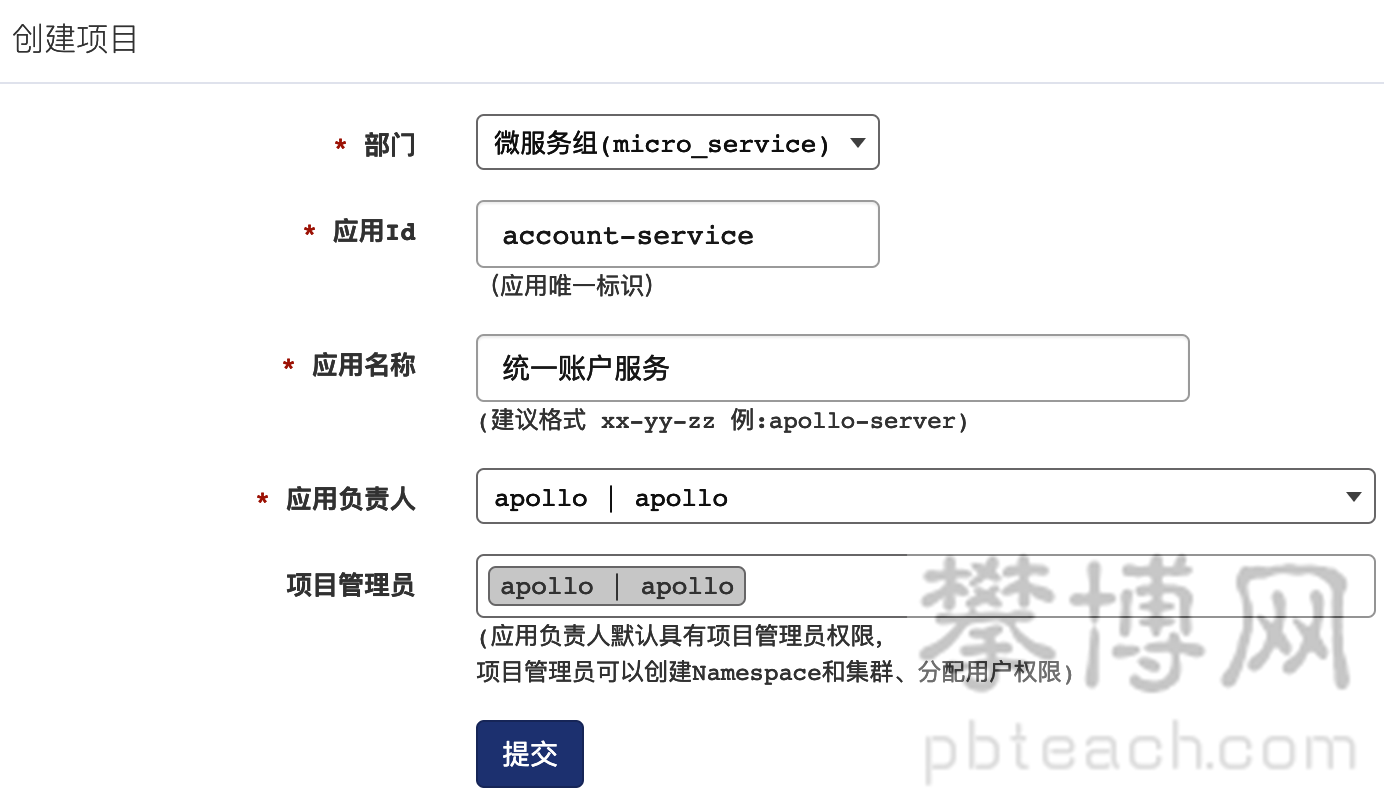 创建项目
* 部门 微服务组(micro_service)
* 应用Id account-service
(应用唯一标识)
* 应用名称 统一账户服务
(建议格式 xx-yy-zz 例:apollo-server)
* 应用负责人 apollo | apollo
项目管理员 apollo | apollo
(应用负责人默认具有项目管理员权限，
项目管理员可以创建Namespace和集群、分配用户权限)
提交
攀博网
pbteach.com